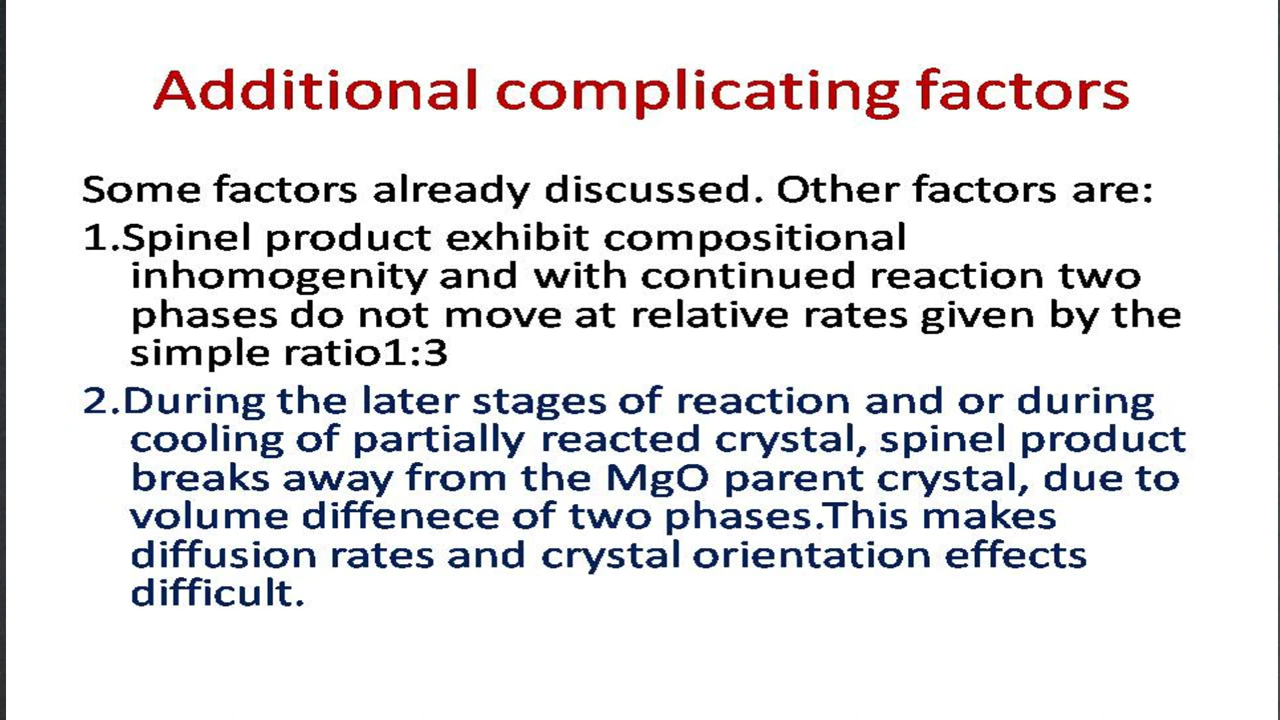 Additional complicating factors
Some factors already discussed. Other factors are:
1.Spinel product exhibit compositional
inhomogenity and with continued reaction two
phases do not move at relative rates given by the
simple ratio1:3
2.During the later stages of reaction and or during
cooling of partially reacted crystal, spinel product
breaks away from the MgO parent crystal, due to
volume diffenece of two phases.This makes
diffusion rates and crystal orientation effects
difficult.